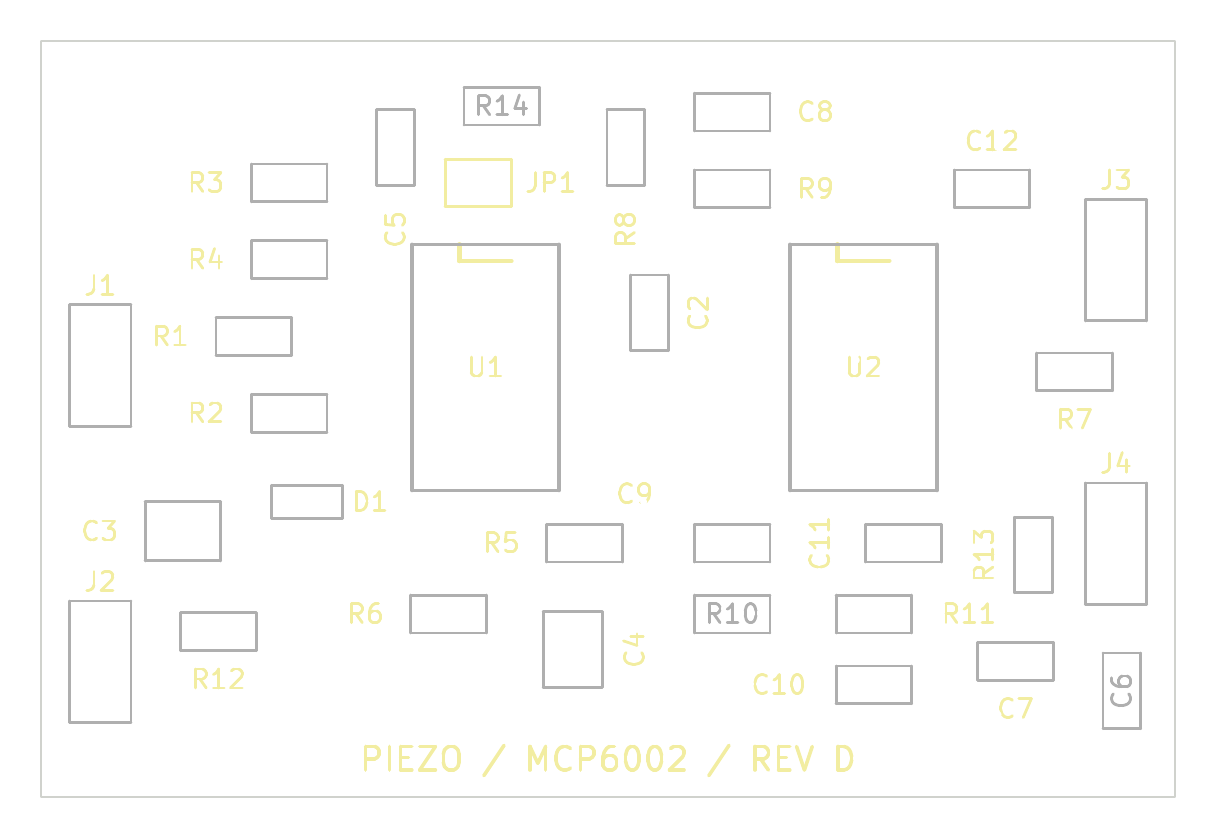 R14
C8
C12
R3
JP1
R9
J3
C5
R8
R4
J1
C2
R1
U1
U2
R2
R7
J4
C9
D1
C3
R5
C11
R13
J2
R6
R10
R11
C4
R12
C10
C6
C7
PIEZO / MCP6002 / REV D